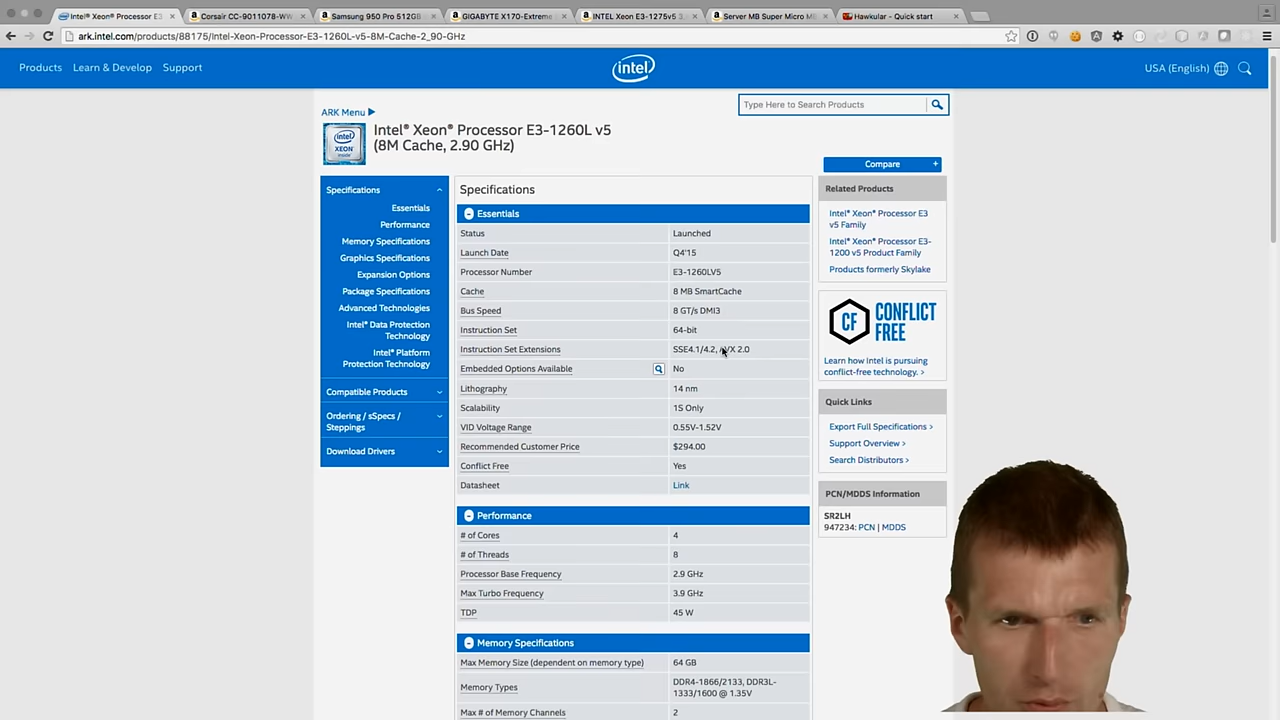 Intel® Xeon® Processor E3
Corsair CC-9011078-WW
Samsung 950 Pro 512GB
GIGABYTE X170-Extreme
INTEL Xeon E3-1275v5 3.
Server MB Super Micro M
Hawkular - Quick start
ark.intel.com/products/88175/Intel-Xeon-Processor-E3-1260L-v5-8M-Cache-2_90-GHz
Products Learn & Develop Support
intel
USA (English)
ARK Menu
Type Here to Search Products
intel
XEON
inside
Intel® Xeon® Processor E3-1260L v5
(8M Cache, 2.90 GHz)
Compare +
Specifications
Essentials
Performance
Memory Specifications
Graphics Specifications
Expansion Options
Package Specifications
Advanced Technologies
Intel® Data Protection
Technology
Intel® Platform
Protection Technology
Compatible Products
Ordering / sSpecs /
Steppings
Download Drivers
Specifications
Essentials
Status Launched
Launch Date Q4'15
Processor Number E3-1260LV5
Cache 8 MB SmartCache
Bus Speed 8 GT/s DMI3
Instruction Set 64-bit
Instruction Set Extensions SSE4.1/4.2, AVX 2.0
Embedded Options Available No
Lithography 14 nm
Scalability 1S Only
VID Voltage Range 0.55V-1.52V
Recommended Customer Price $294.00
Conflict Free Yes
Datasheet Link
Performance
# of Cores 4
# of Threads 8
Processor Base Frequency 2.9 GHz
Max Turbo Frequency 3.9 GHz
TDP 45 W
Memory Specifications
Max Memory Size (dependent on memory type) 64 GB
Memory Types DDR4-1866/2133, DDR3L-
1333/1600 @ 1.35V
Max # of Memory Channels 2
Related Products
Intel® Xeon® Processor E3
v5 Family
Intel® Xeon® Processor E3-
1200 v5 Product Family
Products formerly Skylake
CF CONFLICT
FREE
Learn how Intel is pursuing
conflict-free technology. >
Quick Links
Export Full Specifications >
Support Overview >
Search Distributors >
PCN/MDDS Information
SR2LH
947234: PCN | MDDS